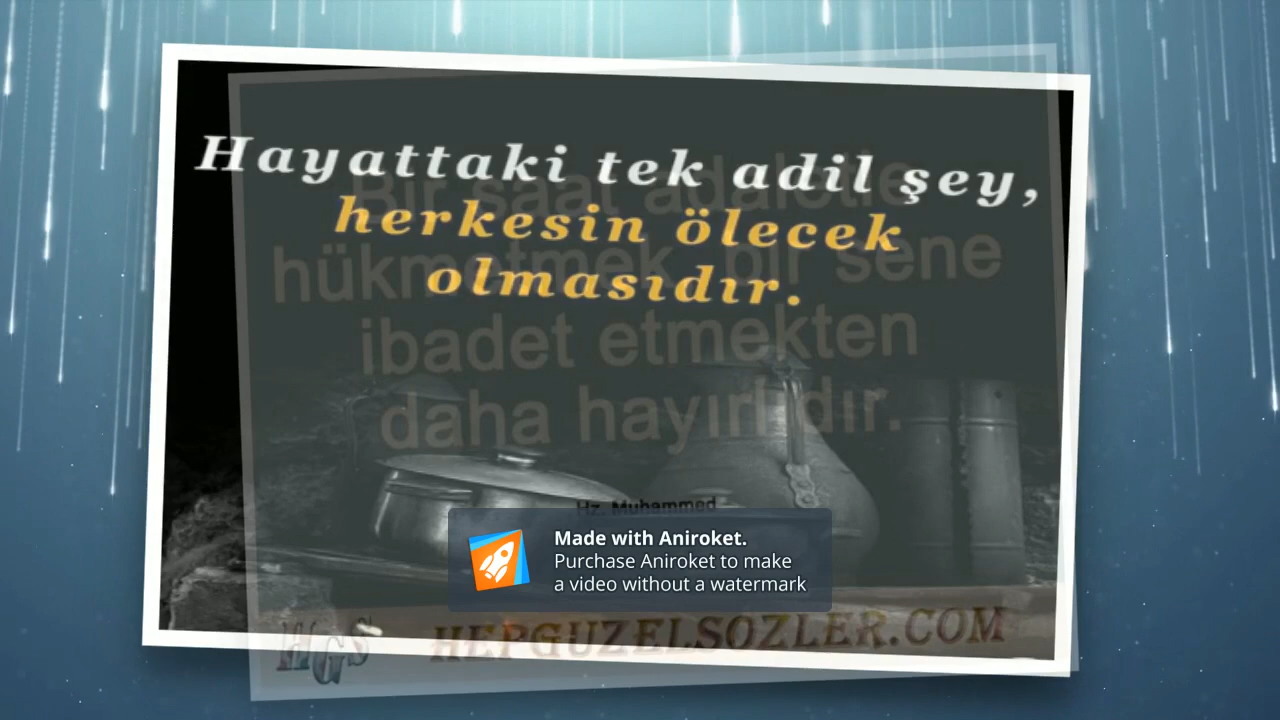 Hayattaki tek adil şey,
herkesin ölecek
olmasıdır.
Bir saat adaletle
hükmetmek, bir sene
ibadet etmekten
daha hayırlıdır.
Hz. Muhammed
Made with Aniroket.
Purchase Aniroket to make
a video without a watermark
HGS HEPGUZELSOZLER.COM